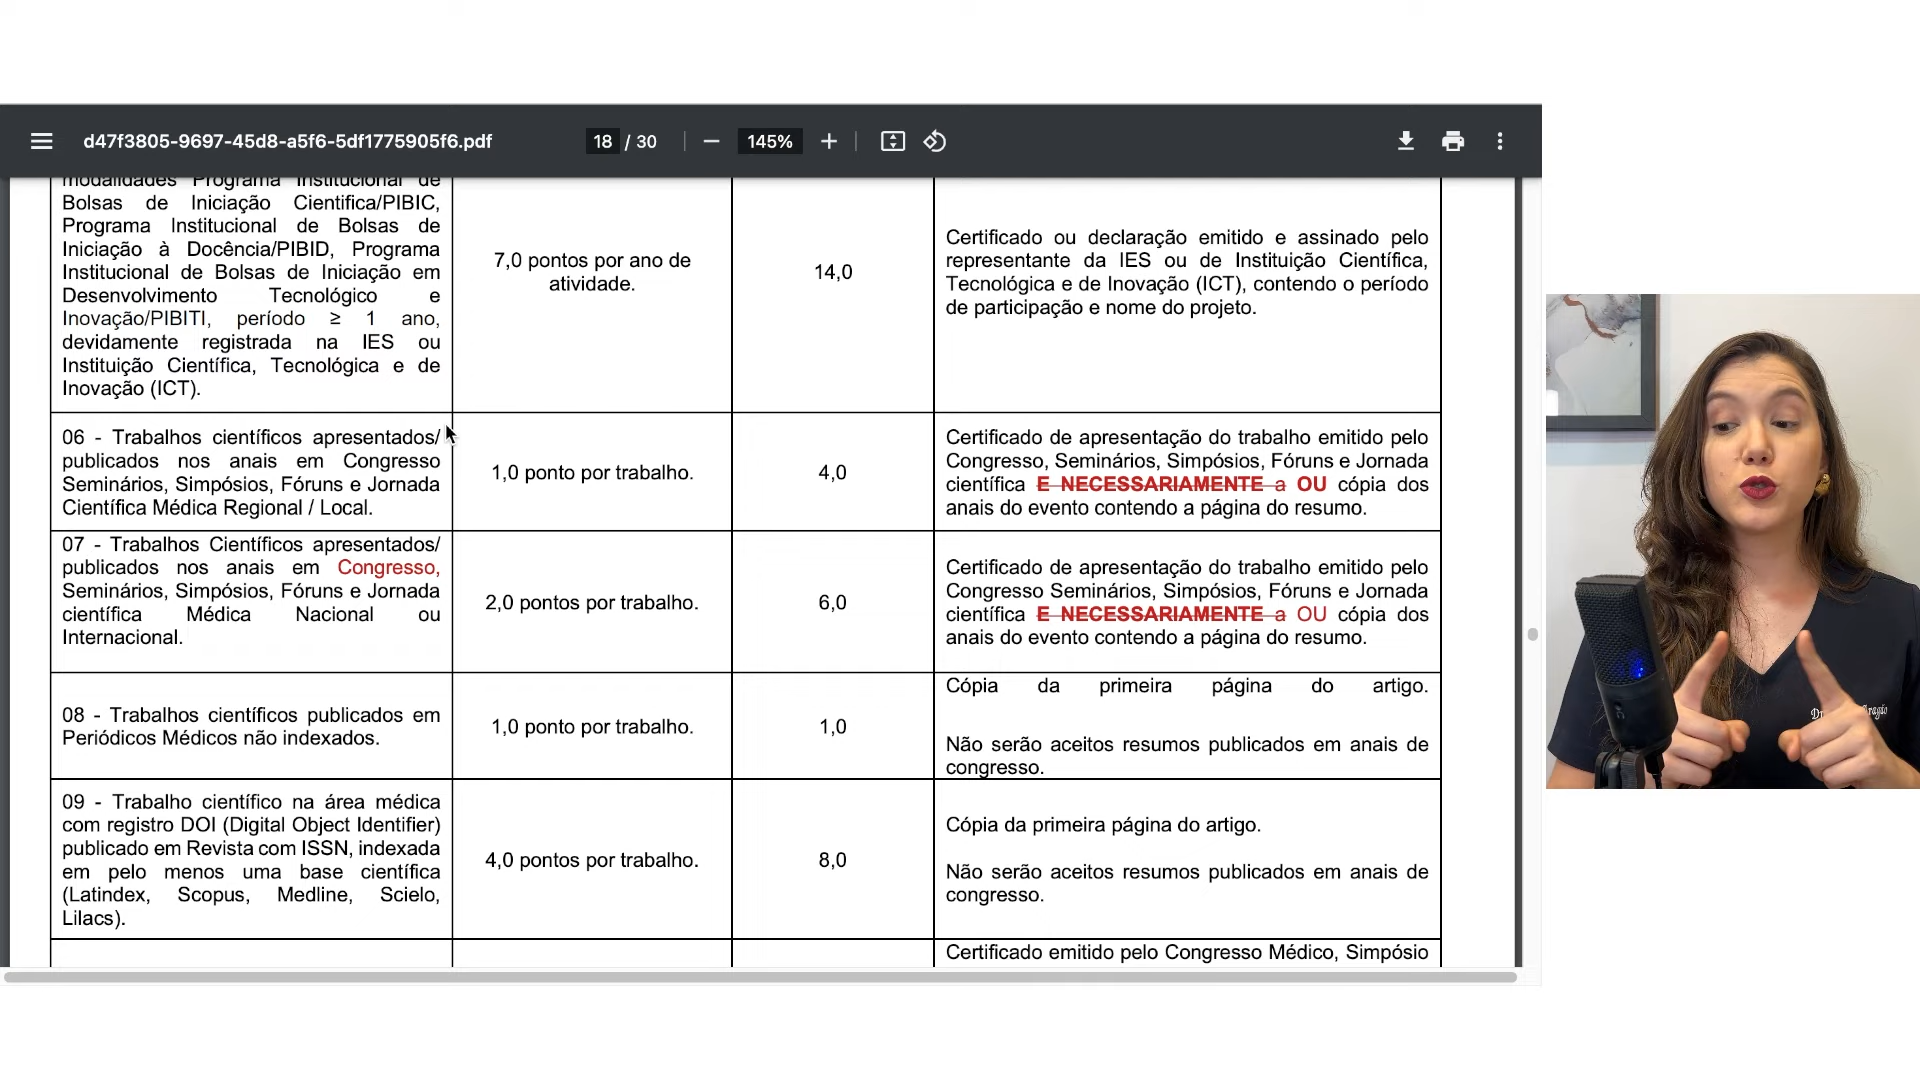 d47f3805-9697-45d8-a5f6-5df1775905f6.pdf
18 / 30
145%
modalidades Programa Institucional de
Bolsas de Iniciação Cientifica/PIBIC,
Programa Institucional de Bolsas de
Iniciação à Docência/PIBID, Programa
Institucional de Bolsas de Iniciação em
Desenvolvimento Tecnológico e
Inovação/PIBITI, período ≥ 1 ano,
devidamente registrada na IES ou
Instituição Científica, Tecnológica e de
Inovação (ICT).
7,0 pontos por ano de
atividade.
14,0
Certificado ou declaração emitido e assinado pelo
representante da IES ou de Instituição Científica,
Tecnológica e de Inovação (ICT), contendo o período
de participação e nome do projeto.
06 - Trabalhos científicos apresentados/
publicados nos anais em Congresso
Seminários, Simpósios, Fóruns e Jornada
Científica Médica Regional / Local.
1,0 ponto por trabalho.
4,0
Certificado de apresentação do trabalho emitido pelo
Congresso, Seminários, Simpósios, Fóruns e Jornada
científica E NECESSARIAMENTE a OU cópia dos
anais do evento contendo a página do resumo.
07 - Trabalhos Científicos apresentados/
publicados nos anais em Congresso,
Seminários, Simpósios, Fóruns e Jornada
científica Médica Nacional ou
Internacional.
2,0 pontos por trabalho.
6,0
Certificado de apresentação do trabalho emitido pelo
Congresso Seminários, Simpósios, Fóruns e Jornada
científica E NECESSARIAMENTE a OU cópia dos
anais do evento contendo a página do resumo.
08 - Trabalhos científicos publicados em
Periódicos Médicos não indexados.
1,0 ponto por trabalho.
1,0
Cópia da primeira página do artigo.
Não serão aceitos resumos publicados em anais de
congresso.
09 - Trabalho científico na área médica
com registro DOI (Digital Object Identifier)
publicado em Revista com ISSN, indexada
em pelo menos uma base científica
(Latindex, Scopus, Medline, Scielo,
Lilacs).
4,0 pontos por trabalho.
8,0
Cópia da primeira página do artigo.
Não serão aceitos resumos publicados em anais de
congresso.
Certificado emitido pelo Congresso Médico, Simpósio